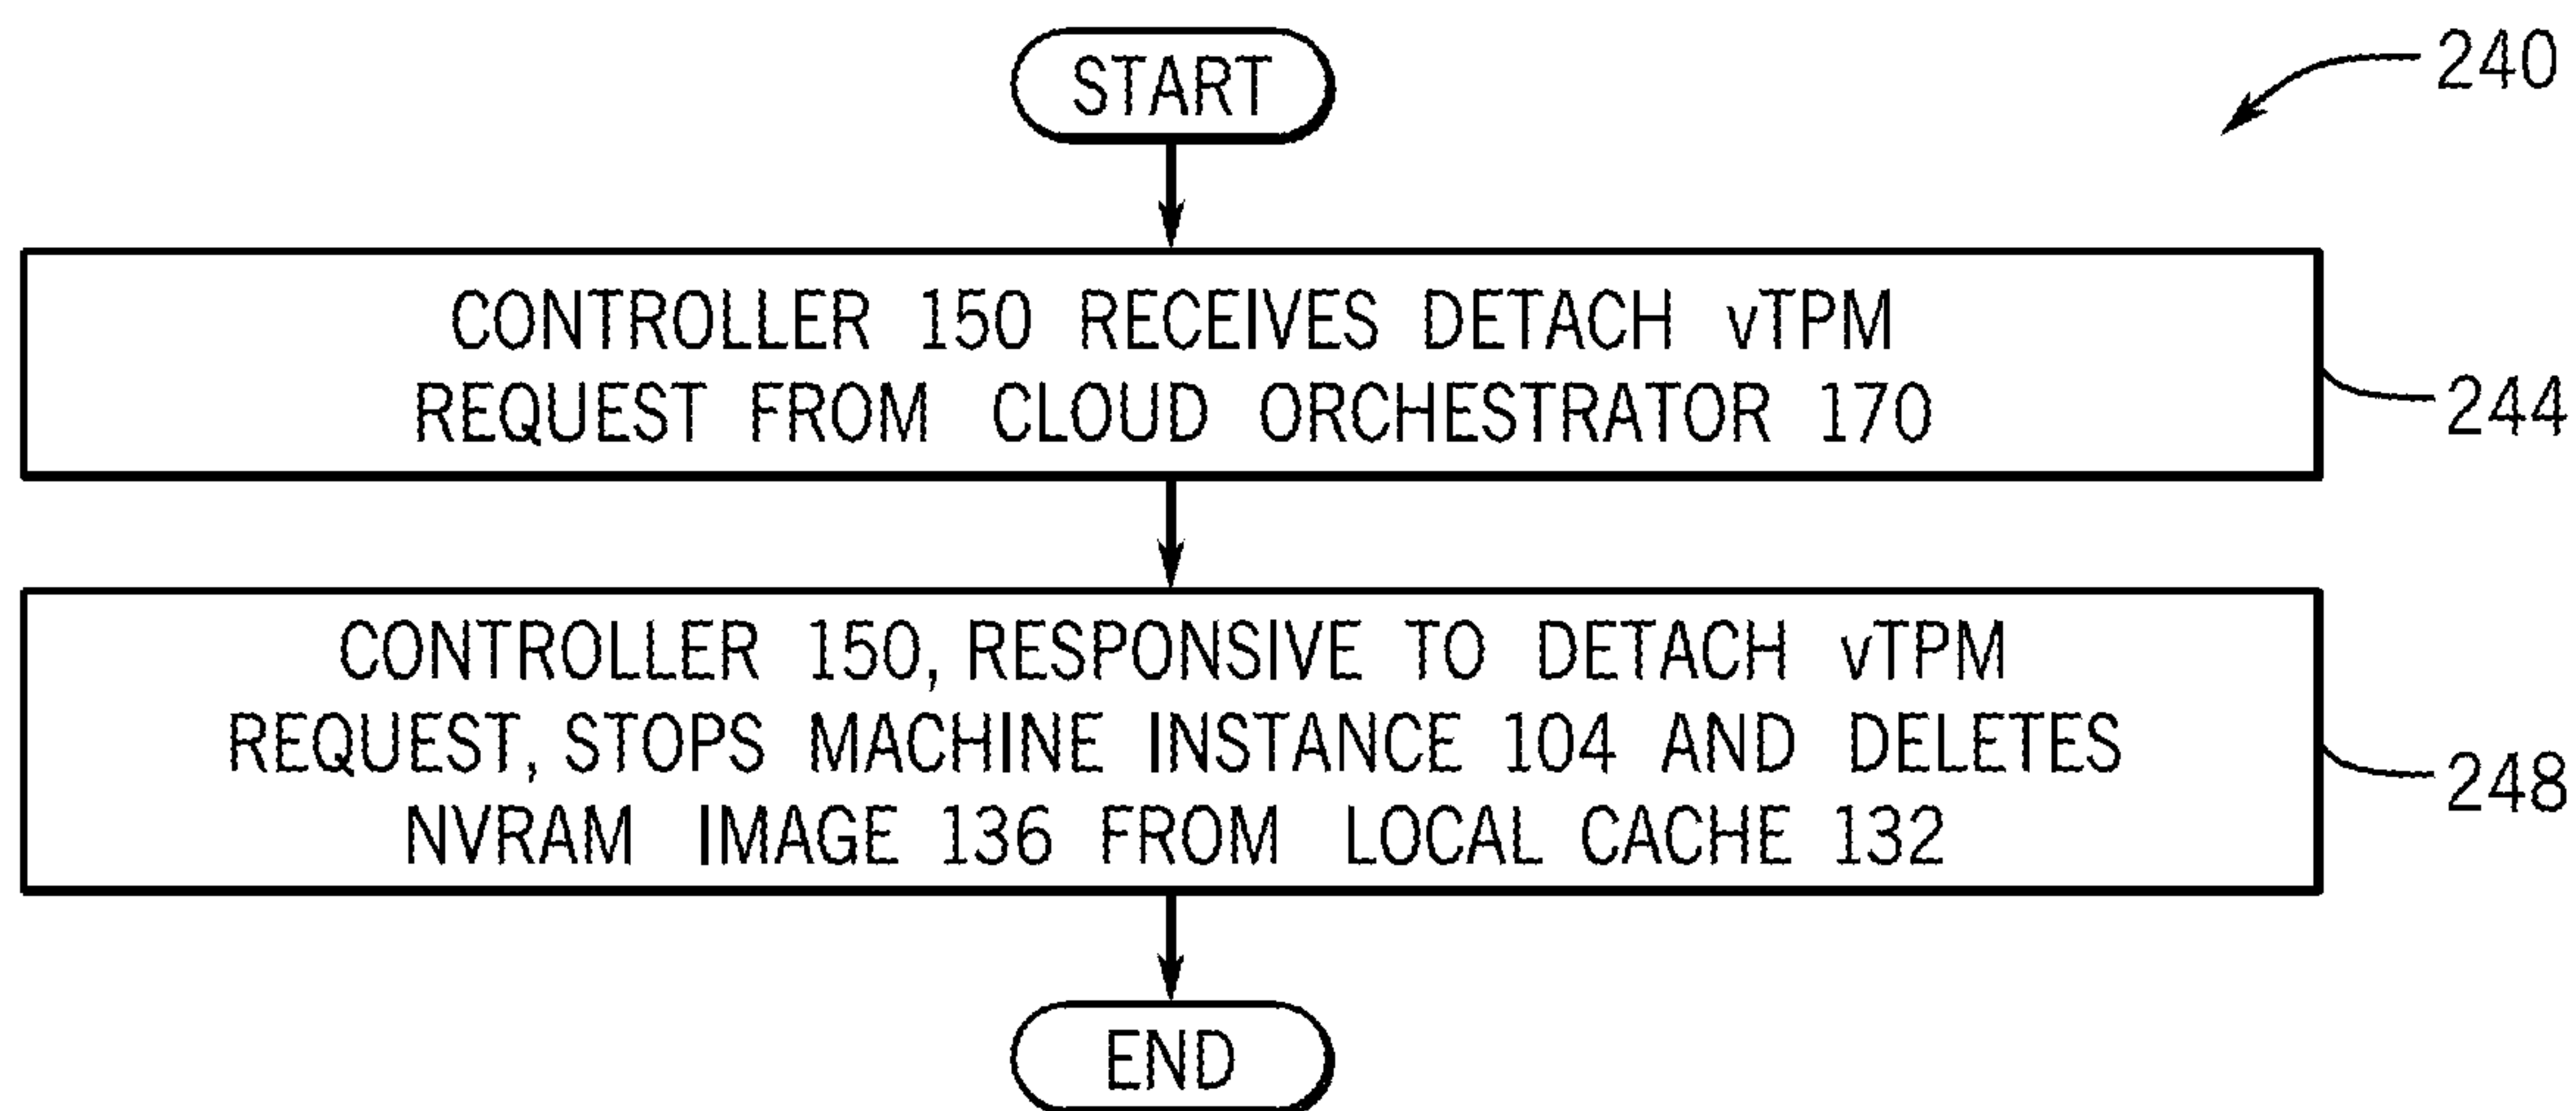 START
240
CONTROLLER 150 RECEIVES DETACH vTPM
REQUEST FROM CLOUD ORCHESTRATOR 170
244
CONTROLLER 150, RESPONSIVE TO DETACH vTPM
REQUEST, STOPS MACHINE INSTANCE 104 AND DELETES
NVRAM IMAGE 136 FROM LOCAL CACHE 132
248
END